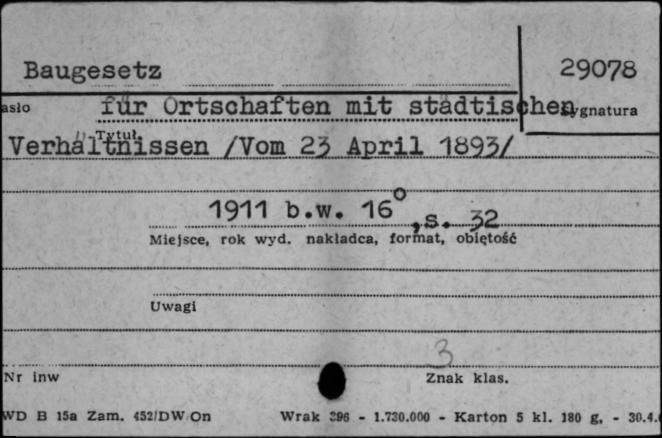 Baugesetz
29078
asło
für Ortschaften mit städtischen
sygnatura
Tytuł
Verhältnissen /Vom 23 April 1893/
1911 b.w. 16°, s. 32
Miejsce, rok wyd. nakładca, format, objętość
Uwagi
3
Nr inw
Znak klas.
WD B 15a Zam. 452/DW/On
Wrak 396 - 1.730.000 - Karton 5 kl. 180 g. - 30.4.